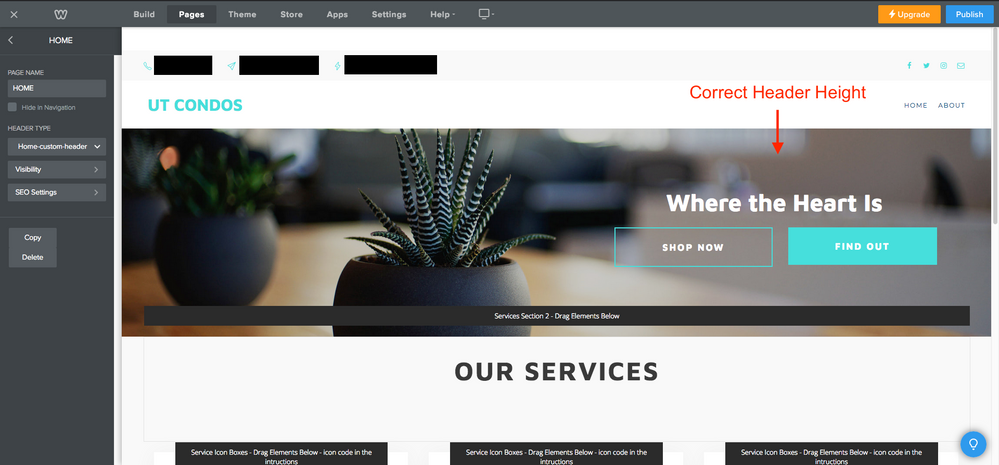 Build Pages Theme Store Apps Settings Help Upgrade Publish
HOME
PAGE NAME
HOME
Hide in Navigation
HEADER TYPE
Home-custom-header
Visibility
SEO Settings
Copy
Delete
Correct Header Height
UT CONDOS
HOME ABOUT
Where the Heart Is
SHOP NOW FIND OUT
Services Section 2 - Drag Elements Below
OUR SERVICES
Service Icon Boxes - Drag Elements Below - icon code in the
intructions
Service Icon Boxes - Drag Elements Below - icon code in the
intructions
Service Icon Boxes - Drag Elements Below - icon code in the
intructions